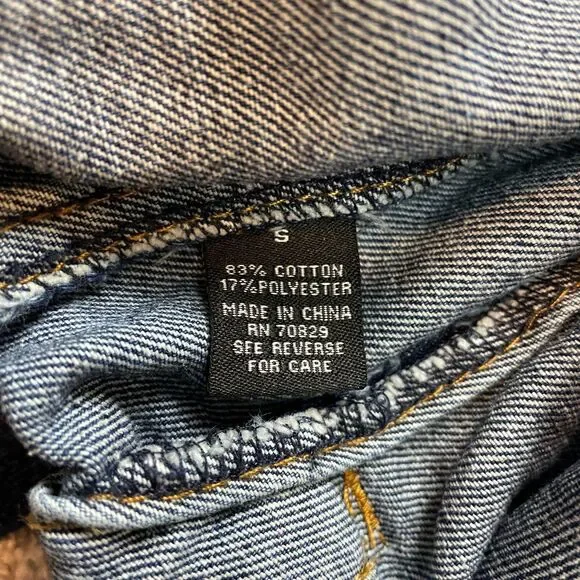 S
83% COTTON
17%POLYESTER
MADE IN CHINA
RN 70829
SEE REVERSE
FOR CARE